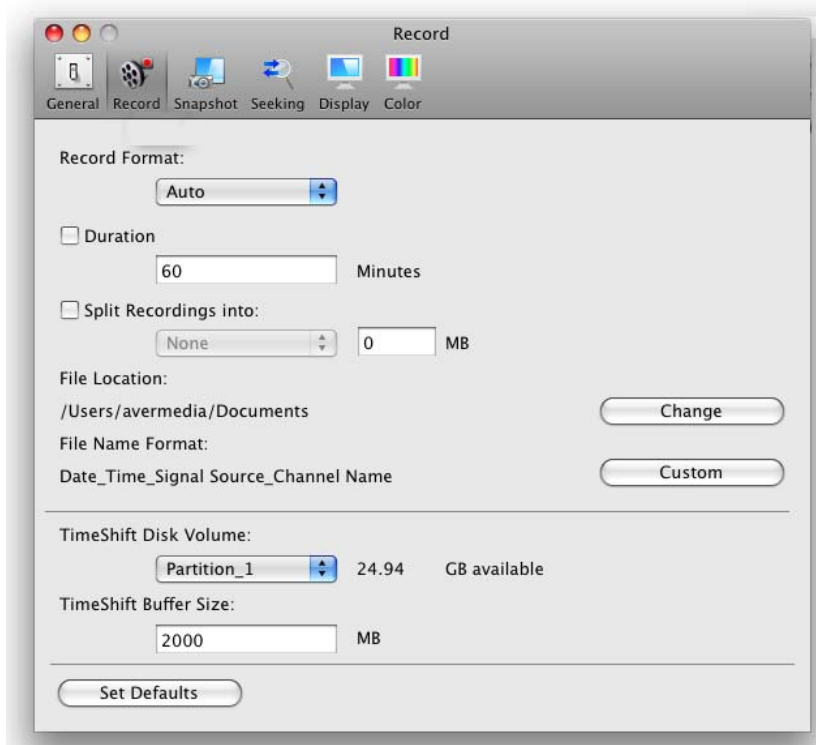 Record
General Record Snapshot Seeking Display Color
Record Format:
Auto
Duration
60 Minutes
Split Recordings into:
None 0 MB
File Location:
/Users/avermedia/Documents Change
File Name Format:
Date_Time_Signal Source_Channel Name Custom
TimeShift Disk Volume:
Partition_1 24.94 GB available
TimeShift Buffer Size:
2000 MB
Set Defaults